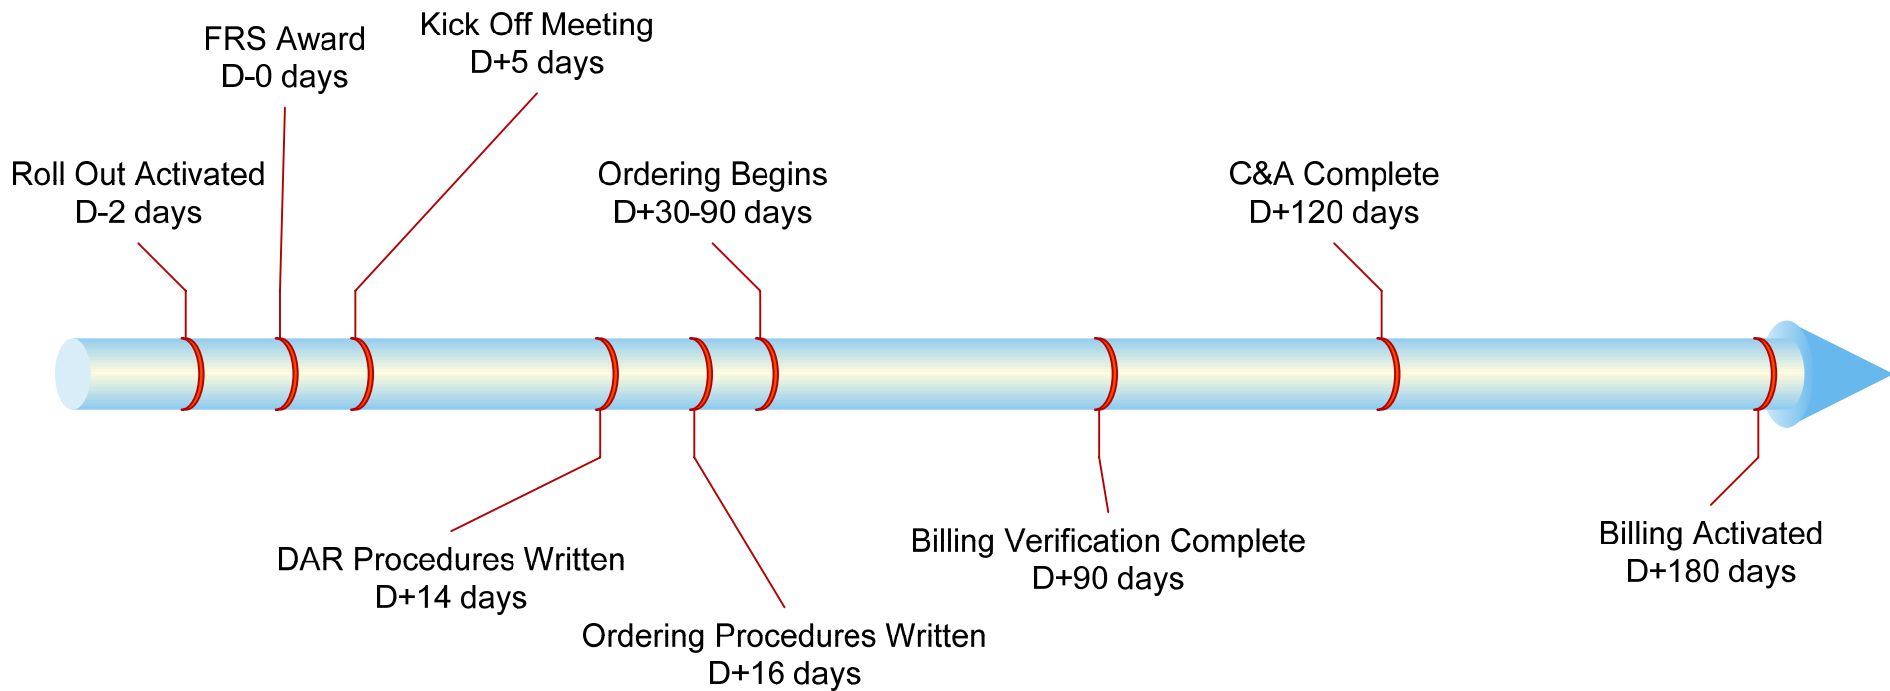 FRS Award
D-0 days
Kick Off Meeting
D+5 days
Roll Out Activated
D-2 days
Ordering Begins
D+30-90 days
C&A Complete
D+120 days
DAR Procedures Written
D+14 days
Ordering Procedures Written
D+16 days
Billing Verification Complete
D+90 days
Billing Activated
D+180 days